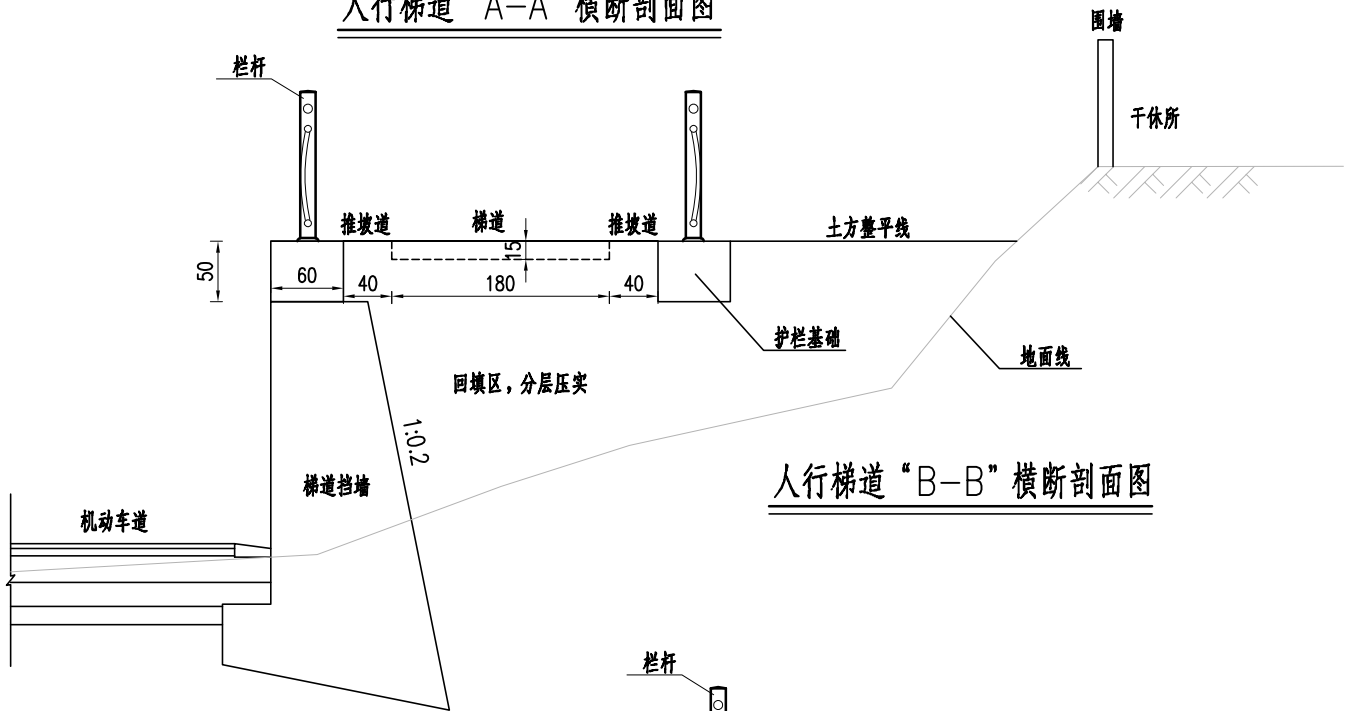 人行梯道“A-A”横断剖面图
围墙
栏杆
干休所
推坡道
梯道
推坡道
土方整平线
15
50
60
40
180
40
护栏基础
地面线
回填区，分层压实
1:0.2
梯道挡墙
人行梯道“B-B”横断剖面图
机动车道
栏杆